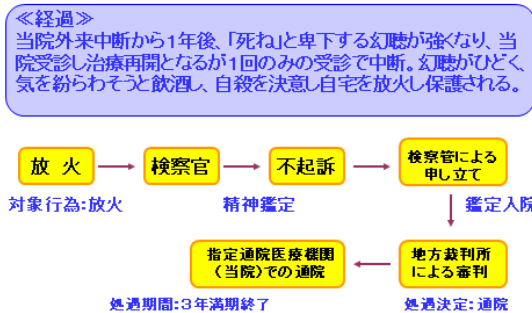 ≪経過≫
当院外来中断から1年後、「死ね」と卑下する幻聴が強くなり、当
院受診し治療再開となるが1回のみの受診で中断。幻聴がひどく、
気を紛らわそうと飲酒し、自殺を決意し自宅を放火し保護される。
放 火
検察官
不起訴
検察管による
申し立て
対象行為:放火
精神鑑定
鑑定入院
指定通院医療機関
(当院)での通院
地方裁判所
による審判
処遇期間:3年満期終了
処遇決定:通院